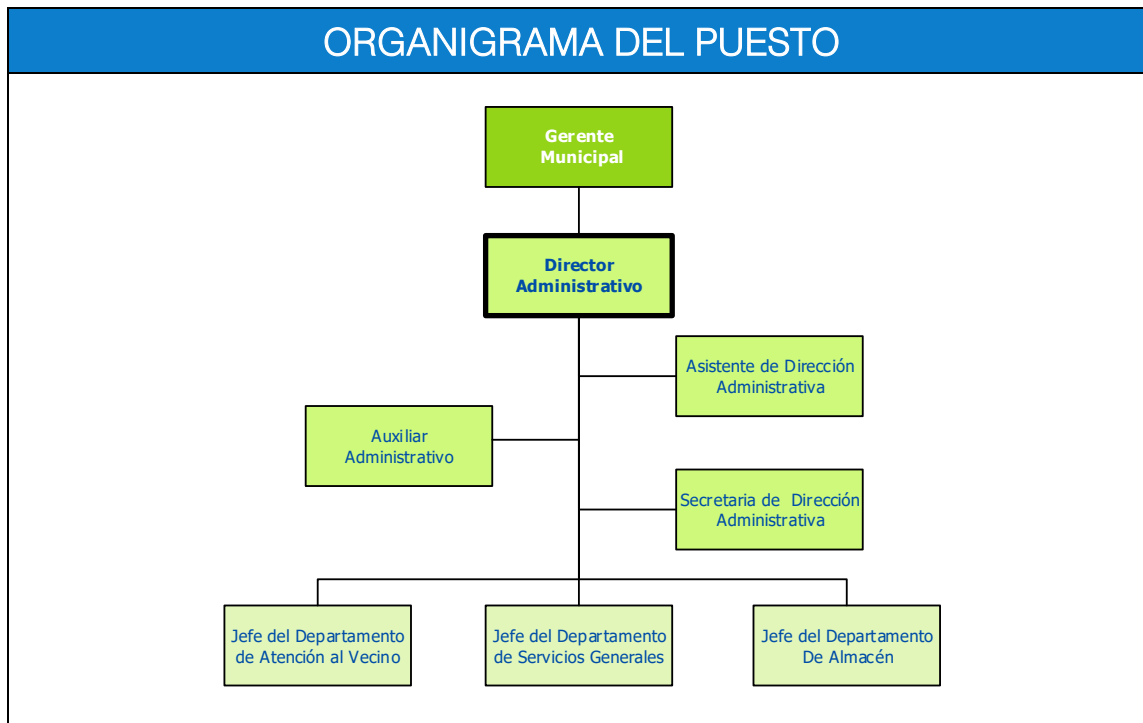 ORGANIGRAMA DEL PUESTO
Gerente
Municipal
Director
Administrativo
Asistente de Dirección
Administrativa
Auxiliar
Administrativo
Secretaria de Dirección
Administrativa
Jefe del Departamento
de Atención al Vecino
Jefe del Departamento
de Servicios Generales
Jefe del Departamento
De Almacén